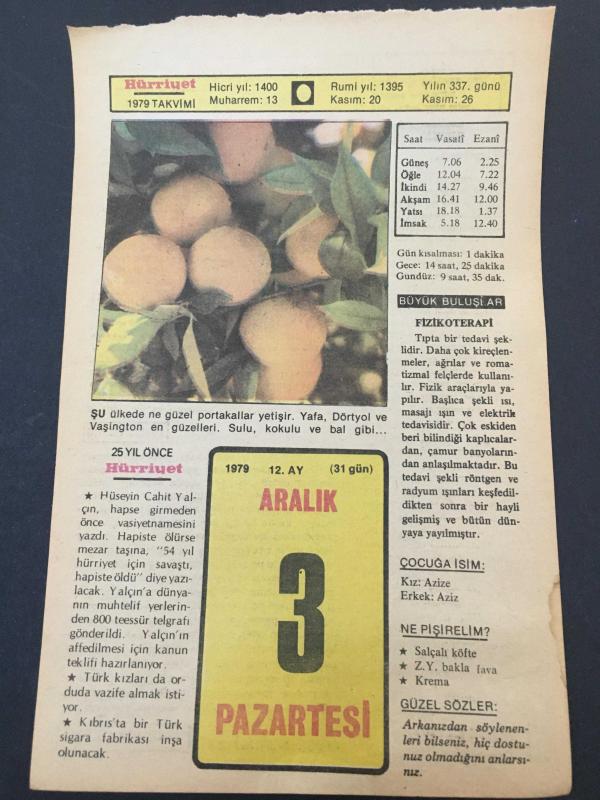 Hürriyet
1979 TAKVİMİ
Hicri yıl: 1400
Muharrem: 13
Rumi yıl: 1395
Kasım: 20
Yılın 337. günü
Kasım: 26
Saat Vasatî Ezanî
Güneş 7.06 2.25
Öğle 12.04 7.22
İkindi 14.27 9.46
Akşam 16.41 12.00
Yatsı 18.18 1.37
İmsak 5.18 12.40
Gün kısalması: 1 dakika
Gece: 14 saat, 25 dakika
Gündüz: 9 saat, 35 dak.
BÜYÜK BULUŞLAR
FİZİKOTERAPİ
Tıpta bir tedavi şek-
lidir. Daha çok kireçlen-
meler, ağrılar ve roma-
tizmal felçlerde kullanı-
lır. Fizik araçlarıyla ya-
pılır. Başlıca şekli ısı,
masajı ışın ve elektrik
tedavisidir. Çok eskiden
beri bilindiği kaplıcalar-
dan, çamur banyoların-
dan anlaşılmaktadır. Bu
tedavi şekli röntgen ve
radyum ışınları keşfedil-
dikten sonra bir hayli
gelişmiş ve bütün dün-
yaya yayılmıştır.
ŞU ülkede ne güzel portakallar yetişir. Yafa, Dörtyol ve
Vaşington en güzelleri. Sulu, kokulu ve bal gibi...
25 YIL ÖNCE
Hürriyet
★ Hüseyin Cahit Yal-
çın, hapse girmeden
önce vasiyetnamesini
yazdı. Hapiste ölürse
mezar taşına, "54 yıl
hürriyet için savaştı,
hapiste öldü" diye yazı-
lacak. Yalçın'a dünya-
nın muhtelif yerlerin-
den 800 teessür telgrafı
gönderildi. Yalçın'ın
affedilmesi için kanun
teklifi hazırlanıyor.
★ Türk kızları da or-
duda vazife almak isti-
yor.
★ Kıbrıs'ta bir Türk
sigara fabrikası inşa
olunacak.
1979 12. AY (31 gün)
ARALIK
3
PAZARTESİ
ÇOCUĞA İSİM:
Kız: Azize
Erkek: Aziz
NE PİŞİRELİM?
★ Salçalı köfte
★ Z.Y. bakla fava
★ Krema
GÜZEL SÖZLER:
Arkanızdan söylenen-
leri bilseniz, hiç dostu-
nuz olmadığını anlarsı-
nız.